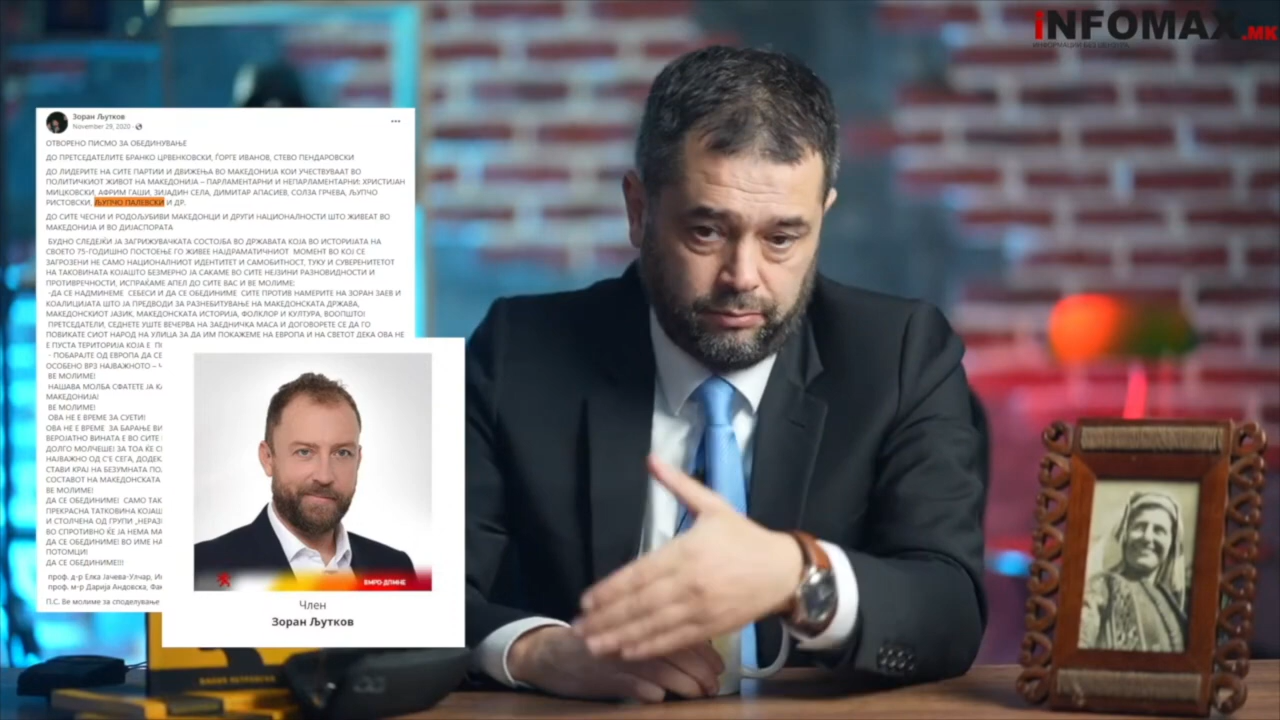 iNFOMAX.MK
ИНФОРМАЦИИ БЕЗ ЦЕНЗУРА
Зоран Љутков
November 29, 2020
ОТВОРЕНО ПИСМО ЗА ОБЕДИНУВАЊЕ
ДО ПРЕТСЕДАТЕЛИТЕ БРАНКО ЦРВЕНКОВСКИ, ЃОРГЕ ИВАНОВ, СТЕВО ПЕНДАРОВСКИ
ДО ЛИДЕРИТЕ НА СИТЕ ПАРТИИ И ДВИЖЕЊА ВО МАКЕДОНИЈА КОИ УЧЕСТВУВААТ ВО
ПОЛИТИЧКИОТ ЖИВОТ НА МАКЕДОНИЈА – ПАРЛАМЕНТАРНИ И НЕПАРЛАМЕНТАРНИ: ХРИСТИЈАН
МИЦКОВСКИ, АФРИМ ГАШИ, ЗИЈАДИН СЕЛА, ДИМИТАР АПАСИЕВ, СОЛЗА ГРЧЕВА, ЉУПЧО
РИСТОВСКИ, ЉУПЧО ПАЛЕВСКИ И ДР.
ДО СИТЕ ЧЕСНИ И РОДОЉУБИВИ МАКЕДОНЦИ И ДРУГИ НАЦИОНАЛНОСТИ ШТО ЖИВЕАТ ВО
МАКЕДОНИЈА И ВО ДИЈАСПОРАТА
БУДНО СЛЕДЕЈЌИ ЈА ЗАГРИЖУВАЧКАТА СОСТОЈБА ВО ДРЖАВАТА КОЈА ВО ИСТОРИЈАТА НА
СВОЕТО 75-ГОДИШНО ПОСТОЕЊЕ ГО ЖИВЕЕ НАЈДРАМАТИЧНИОТ МОМЕНТ ВО КОЈ СЕ
ЗАГРОЗЕНИ НЕ САМО НАЦИОНАЛНИОТ ИДЕНТИТЕТ И САМОБИТНОСТ, ТУКУ И СУВЕРЕНИТЕТОТ
НА ТАКОВИНАТА КОЈАШТО БЕЗМЕРНО ЈА САКАМЕ ВО СИТЕ НЕЈЗИНИ РАЗНОВИДНОСТИ И
ПРОТИВРЕЧНОСТИ, ИСПРАЌАМЕ АПЕЛ ДО СИТЕ ВАС И ВЕ МОЛИМЕ:
-ДА СЕ НАДМИНЕМЕ СЕБЕСИ И ДА СЕ ОБЕДИНИМЕ СИТЕ ПРОТИВ НАМЕРИТЕ НА ЗОРАН ЗАЕВ И
КОАЛИЦИЈАТА ШТО ЈА ПРЕДВОДИ ЗА РАЗНЕБИТУВАЊЕ НА МАКЕДОНСКАТА ДРЖАВА,
МАКЕДОНСКИОТ ЈАЗИК, МАКЕДОНСКАТА ИСТОРИЈА, ФОЛКЛОР И КУЛТУРА, ВООПШТО!
ПРЕТСЕДАТЕЛИ, СЕДНЕТЕ УШТЕ ВЕЧЕРВА НА ЗАЕДНИЧКА МАСА И ДОГОВОРЕТЕ СЕ ДА ГО
ПОВИКАТЕ СИОТ НАРОД НА УЛИЦА ЗА ДА ИМ ПОКАЖЕМЕ НА ЕВРОПА И НА СВЕТОТ ДЕКА ОВА НЕ
Е ПУСТА ТЕРИТОРИЈА КОЈА Е
- ПОБАРАЈТЕ ОД ЕВРОПА ДА СЕ
ОСОБЕНО ВРЗ НАЈВАЖНОТО –
ВЕ МОЛИМЕ!
НАШАВА МОЛБА СФАТЕТЕ ЈА
МАКЕДОНИЈА!
ВЕ МОЛИМЕ!
ОВА НЕ Е ВРЕМЕ ЗА СУЕТИ!
ОВА НЕ Е ВРЕМЕ ЗА БАРАЊЕ
ВЕРОЈАТНО ВИНАТА Е ВО СИТЕ
ДОЛГО МОЛЧЕШЕ! ЗА ТОА ЌЕ
НАЈВАЖНО ОД С'Е СЕГА,
СТАВИ КРАЈ НА БЕЗУМНАТА
СОСТАВОТ НА МАКЕДОНСКАТА
ВЕ МОЛИМЕ!
ДА СЕ ОБЕДИНИМЕ! САМО
ПРЕКРАСНА ТАТКОВИНА
И СТОЛЧЕНА ОД ГРУПИ
ВО СПРОТИВНО ЌЕ ЈА НЕМА
ДА СЕ ОБЕДИНИМЕ! ВО ИМЕ НА
ПОТОМЦИ!
ДА СЕ ОБЕДИНИМЕ!!!
проф. д-р Елка Јачева-Улчар,
проф. м-р Дарија Андовска,
П.С. Ве молиме за споделување
ВМРО-ДПМНЕ
Член
Зоран Љутков